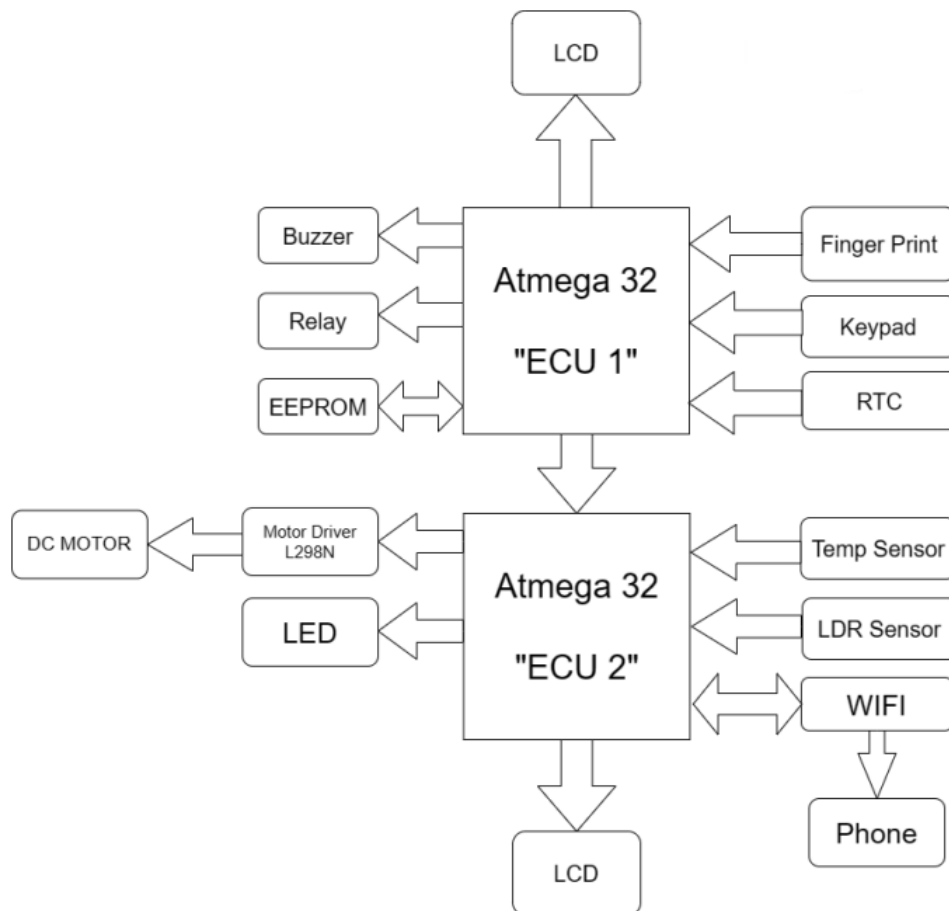 LCD
Buzzer
Finger Print
Atmega 32
Relay
Keypad
"ECU 1"
EEPROM
RTC
DC MOTOR
Motor Driver
L298N
Temp Sensor
Atmega 32
LED
LDR Sensor
"ECU 2"
WIFI
Phone
LCD